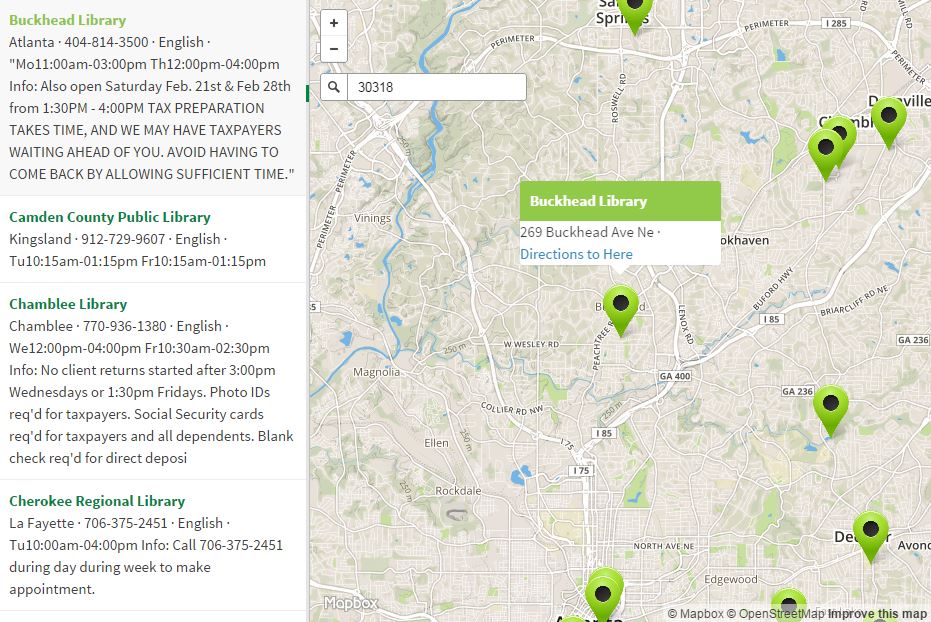 Buckhead Library
Atlanta · 404-814-3500 · English ·
"Mo11:00am-03:00pm Th12:00pm-04:00pm
Info: Also open Saturday Feb. 21st & Feb 28th
from 1:30PM - 4:00PM TAX PREPARATION
TAKES TIME, AND WE MAY HAVE TAXPAYERS
WAITING AHEAD OF YOU. AVOID HAVING TO
COME BACK BY ALLOWING SUFFICIENT TIME."
Camden County Public Library
Kingsland · 912-729-9607 · English ·
Tu10:15am-01:15pm Fr10:15am-01:15pm
Chamblee Library
Chamblee · 770-936-1380 · English ·
We12:00pm-04:00pm Fr10:30am-02:30pm
Info: No client returns started after 3:00pm
Wednesdays or 1:30pm Fridays. Photo IDs
req'd for taxpayers. Social Security cards
req'd for taxpayers and all dependents. Blank
check req'd for direct deposi
Cherokee Regional Library
La Fayette · 706-375-2451 · English ·
Tu10:00am-04:00pm Info: Call 706-375-2451
during day during week to make
appointment.
+
−
30318
Springs
PERIMETER
PERIMETER
I 285
MILL RD
PERIMETER
ROSWELL RD
PERIMETER
PERIMETER
Vinings
Buckhead Library
269 Buckhead Ave Ne ·
Directions to Here
okhaven
BUFORD HWY
BRIARCLIFF RD NE
I 85
LENOX RD
PEACHTREE R
W WESLEY RD
250 m
GA 236
Magnolia
GA 400
GA 236
COLLIER RD NW
250 m
I 85
I 75
I 75
Ellen
250 m
Rockdale
NORTH AVE NE
Avon
Edgewood
Mapbox
© Mapbox © OpenStreetMap Improve this map